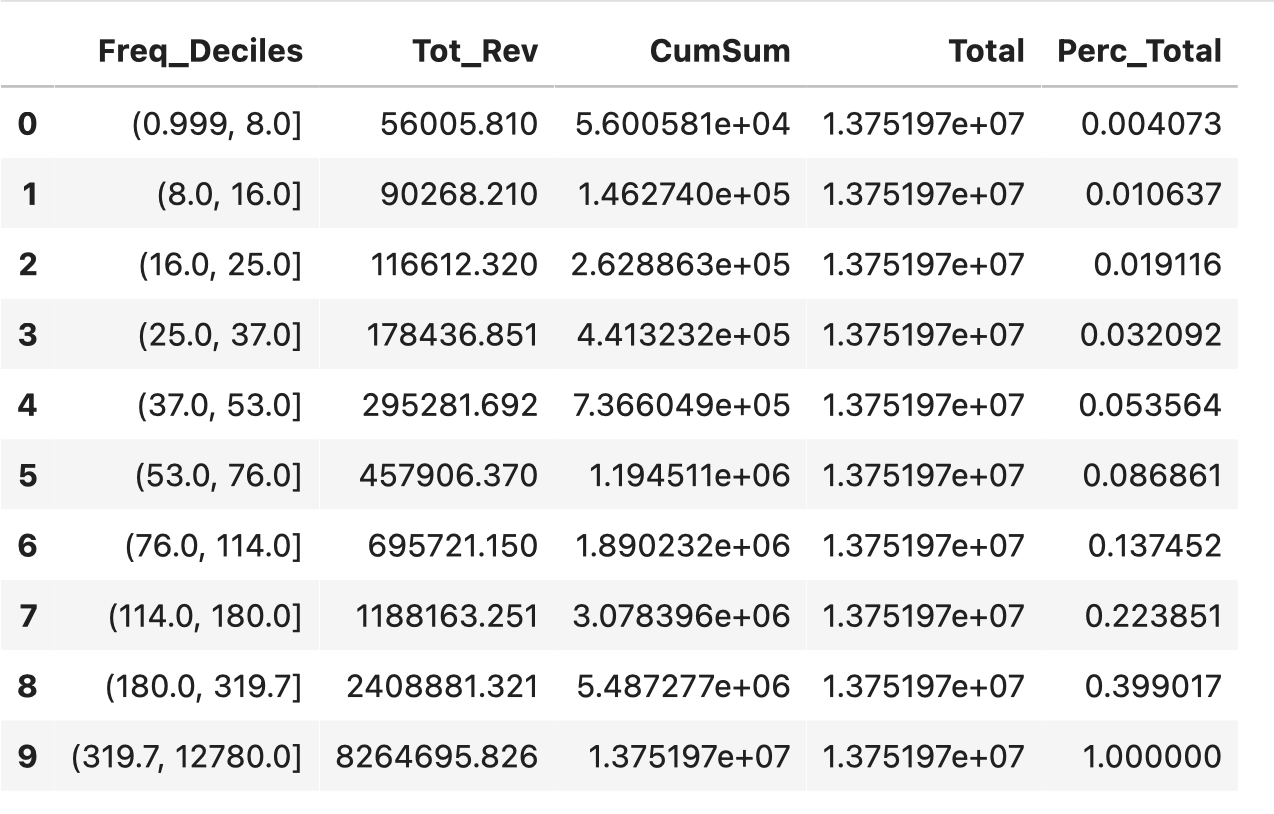 Freq_Deciles Tot_Rev CumSum Total Perc_Total
0 (0.999, 8.0] 56005.810 5.600581e+04 1.375197e+07 0.004073
1 (8.0, 16.0] 90268.210 1.462740e+05 1.375197e+07 0.010637
2 (16.0, 25.0] 116612.320 2.628863e+05 1.375197e+07 0.019116
3 (25.0, 37.0] 178436.851 4.413232e+05 1.375197e+07 0.032092
4 (37.0, 53.0] 295281.692 7.366049e+05 1.375197e+07 0.053564
5 (53.0, 76.0] 457906.370 1.194511e+06 1.375197e+07 0.086861
6 (76.0, 114.0] 695721.150 1.890232e+06 1.375197e+07 0.137452
7 (114.0, 180.0] 1188163.251 3.078396e+06 1.375197e+07 0.223851
8 (180.0, 319.7] 2408881.321 5.487277e+06 1.375197e+07 0.399017
9 (319.7, 12780.0] 8264695.826 1.375197e+07 1.375197e+07 1.000000